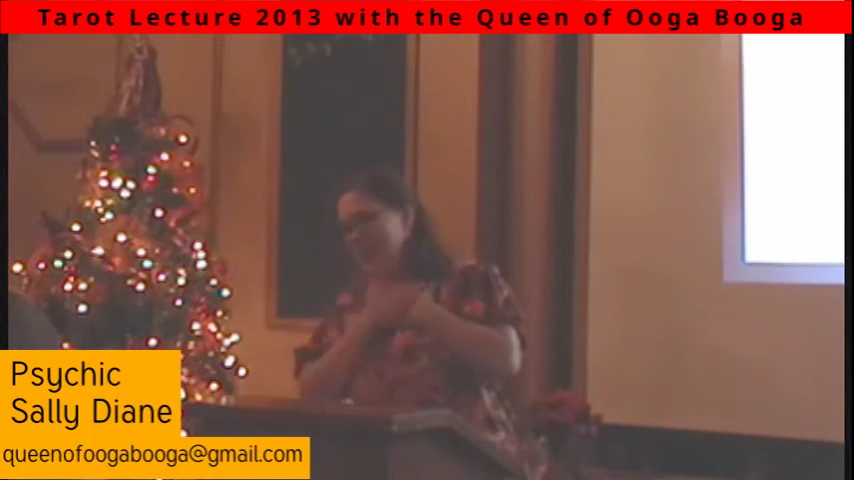 Tarot Lecture 2013 with the Queen of Ooga Booga
Psychic
Sally Diane
queenofoogabooga@gmail.com